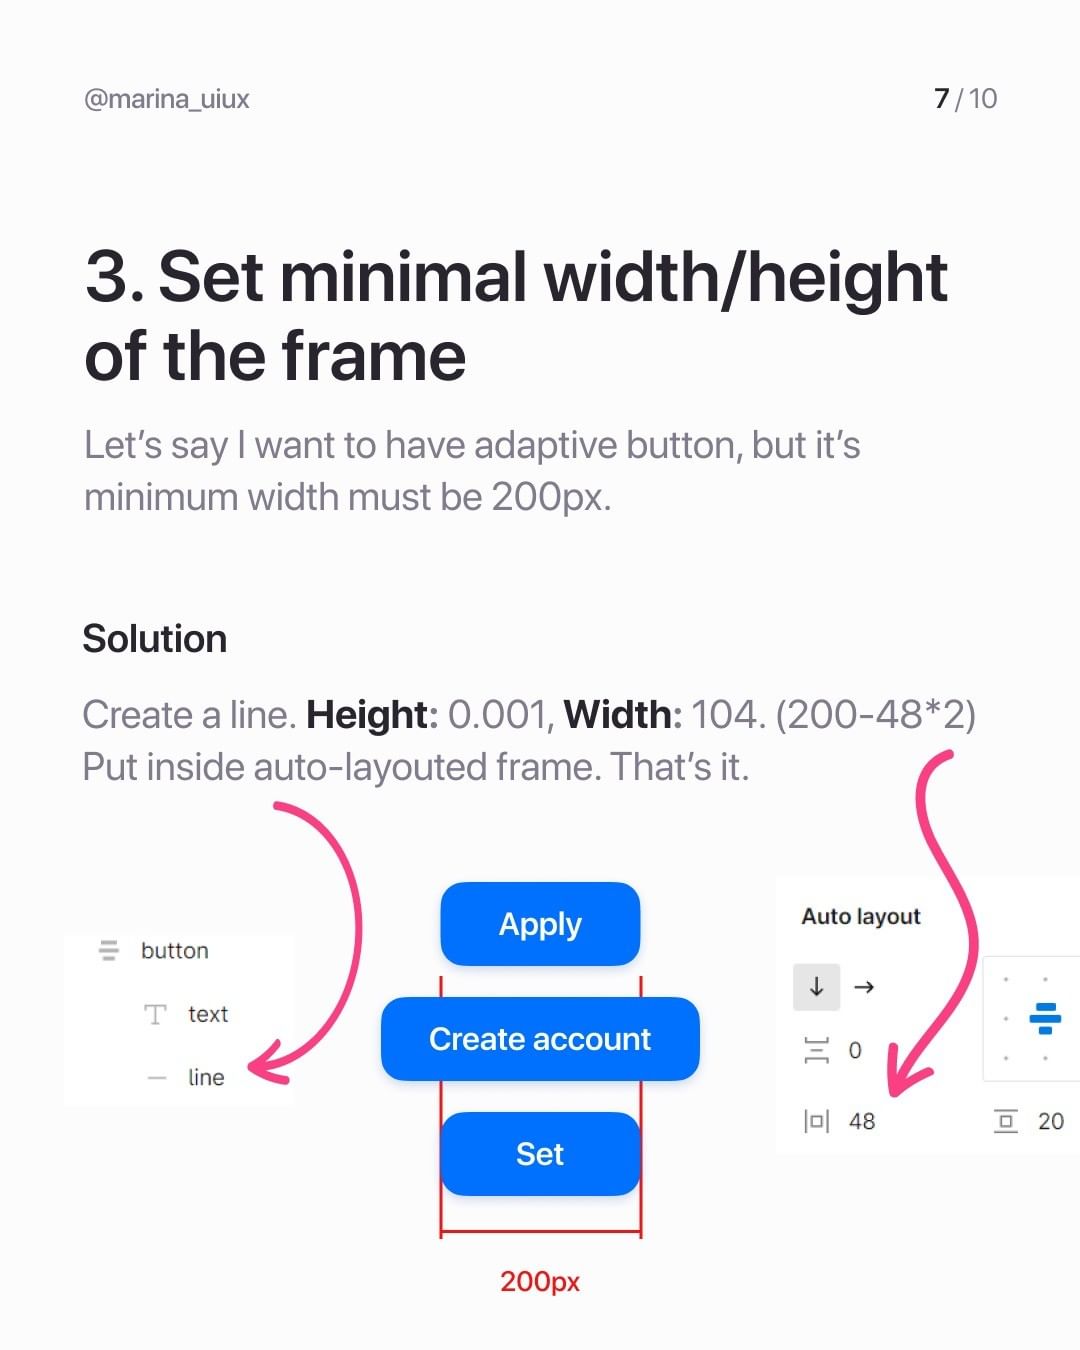 @marina_uiux
7 / 10
3. Set minimal width/height
of the frame
Let’s say I want to have adaptive button, but it’s
minimum width must be 200px.
Solution
Create a line. Height: 0.001, Width: 104. (200-48*2)
Put inside auto-layouted frame. That’s it.
button
text
line
Apply
Create account
Set
200px
Auto layout
0
48
20